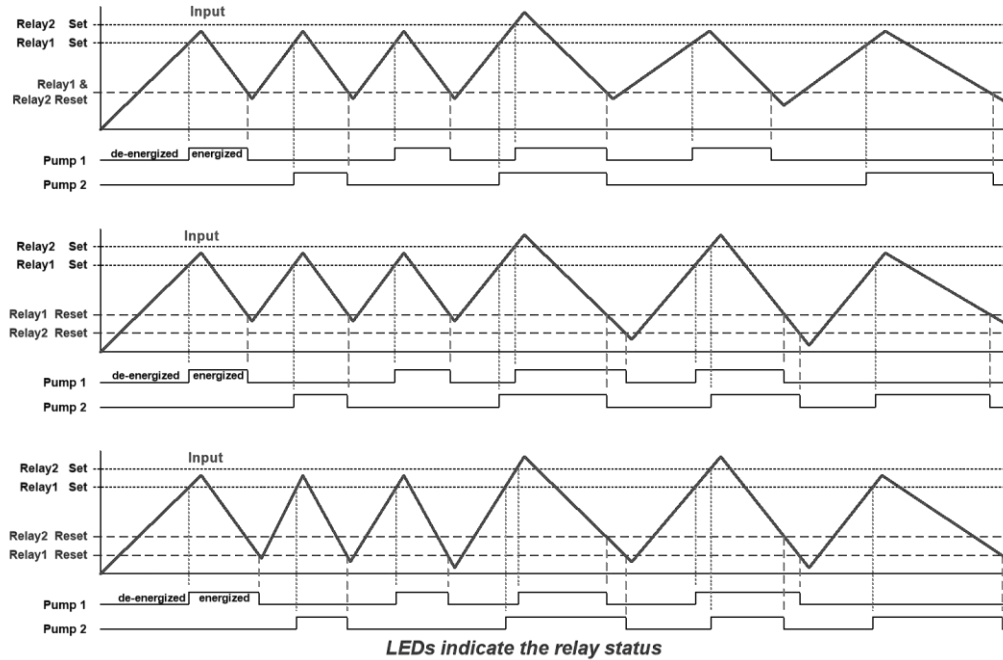 Input
Relay2 Set
Relay1 Set
Relay1 &
Relay2 Reset
de-energized energized
Pump 1
Pump 2
Input
Relay2 Set
Relay1 Set
Relay1 Reset
Relay2 Reset
de-energized energized
Pump 1
Pump 2
Input
Relay2 Set
Relay1 Set
Relay2 Reset
Relay1 Reset
de-energized energized
Pump 1
Pump 2
LEDs indicate the relay status